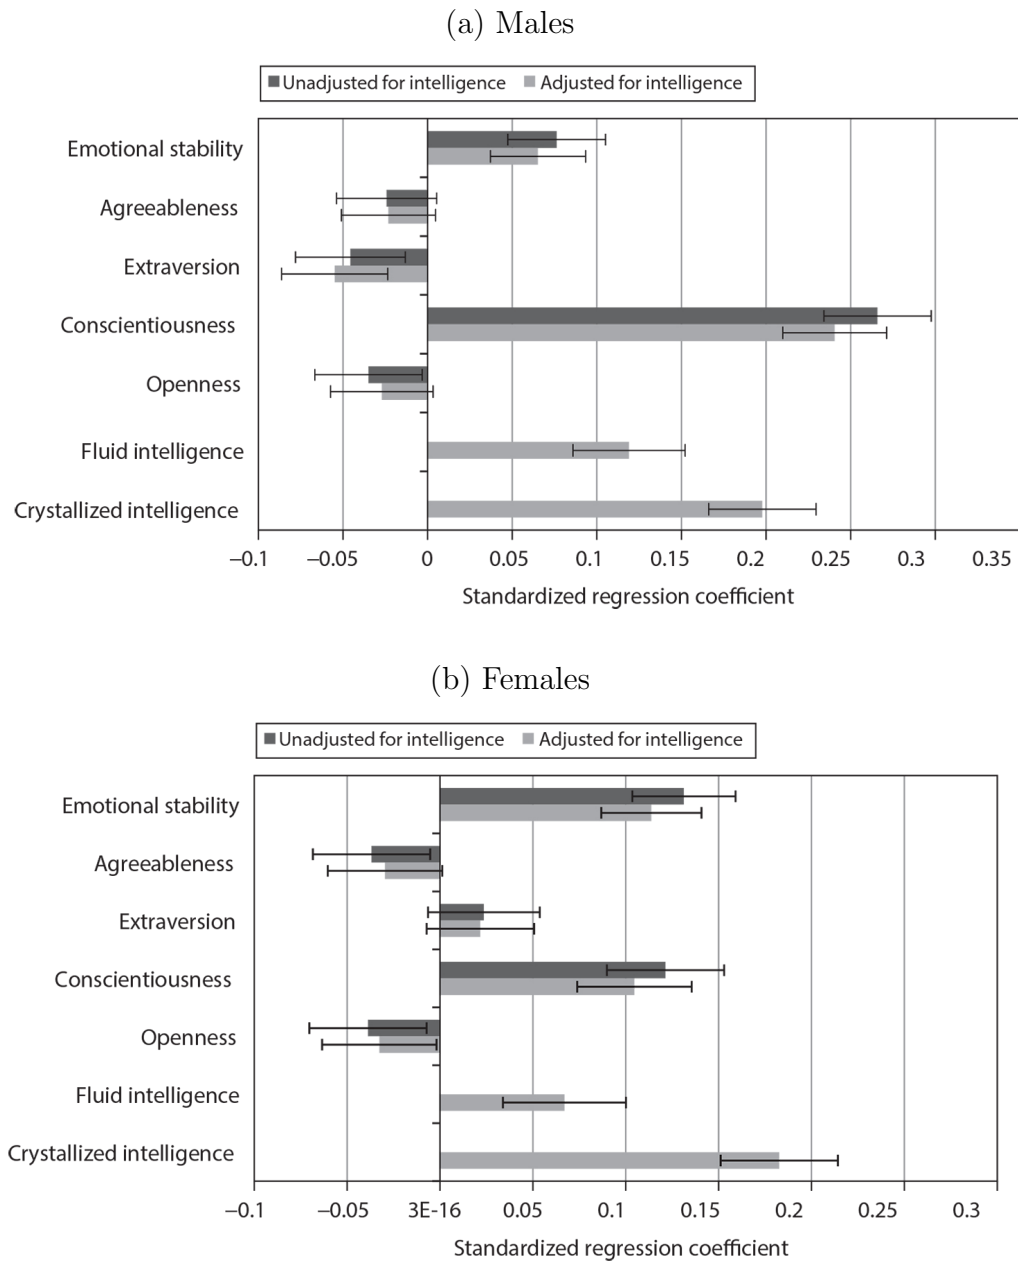 (a) Males
Unadjusted for intelligence Adjusted for intelligence
Emotional stability
Agreeableness
Extraversion
Conscientiousness
Openness
Fluid intelligence
Crystallized intelligence
−0.1 −0.05 0 0.05 0.1 0.15 0.2 0.25 0.3 0.35
Standardized regression coefficient
(b) Females
Unadjusted for intelligence Adjusted for intelligence
Emotional stability
Agreeableness
Extraversion
Conscientiousness
Openness
Fluid intelligence
Crystallized intelligence
−0.1 −0.05 3E-16 0.05 0.1 0.15 0.2 0.25 0.3
Standardized regression coefficient